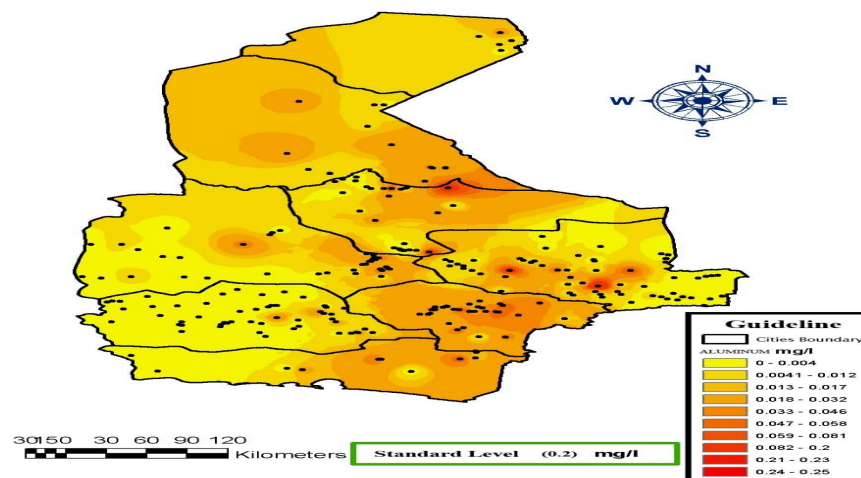 N
W E
S
Guideline
Cities Boundary
ALUMINUM mg/l
0 - 0.004
0.0041 - 0.012
0.013 - 0.017
0.018 - 0.032
0.033 - 0.046
0.047 - 0.058
0.059 - 0.081
0.082 - 0.2
0.21 - 0.23
0.24 - 0.25
30150 30 60 90 120
Kilometers
Standard Level (0.2) mg/l